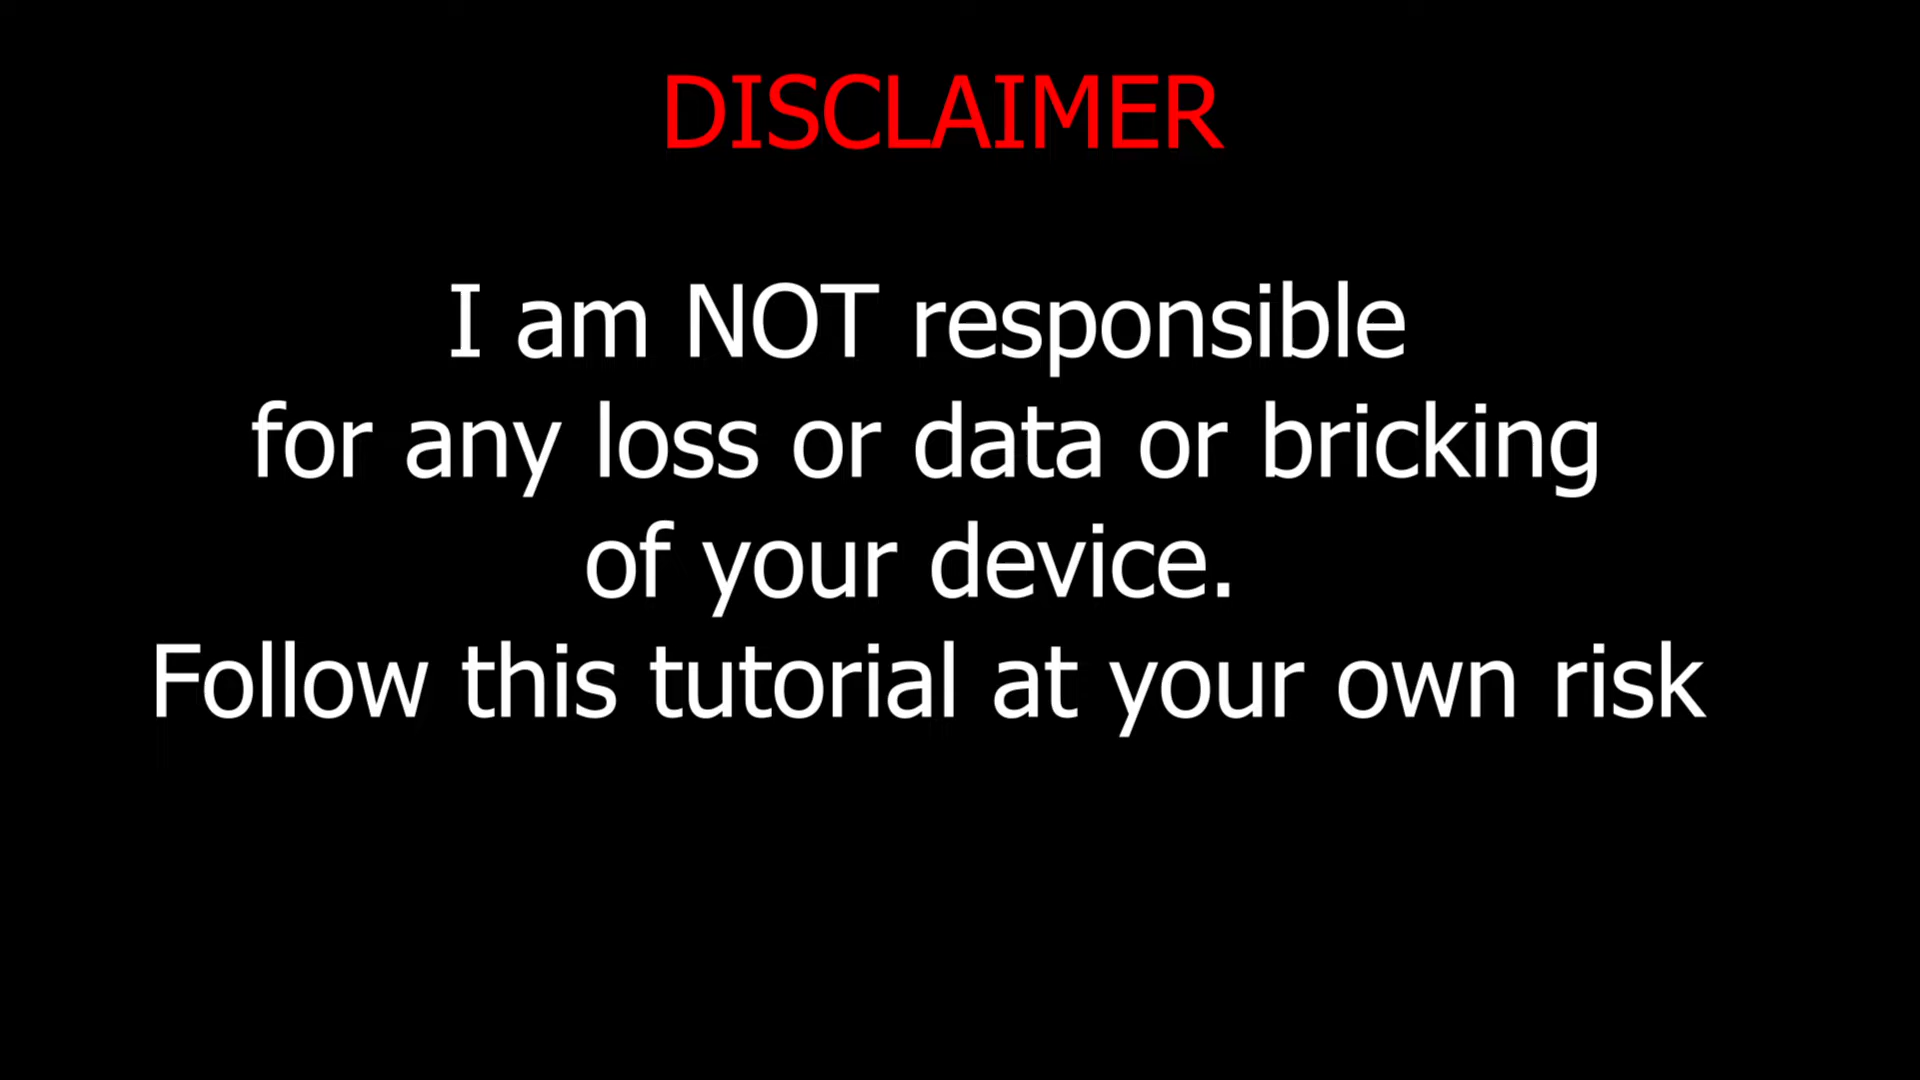 DISCLAIMER
I am NOT responsible
for any loss or data or bricking
of your device.
Follow this tutorial at your own risk